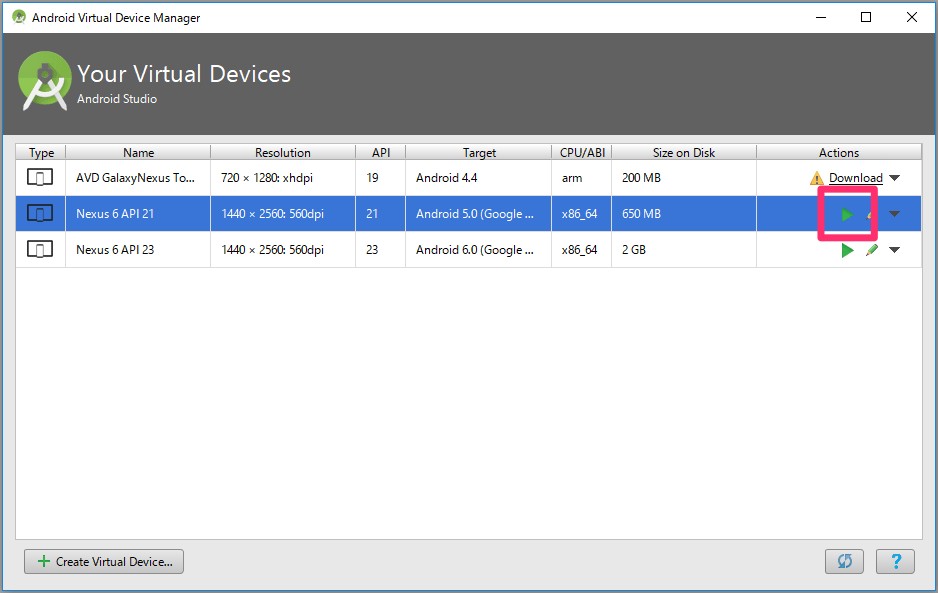 Android Virtual Device Manager
Your Virtual Devices
Android Studio
Type Name Resolution API Target CPU/ABI Size on Disk Actions
AVD GalaxyNexus To... 720 × 1280: xhdpi 19 Android 4.4 arm 200 MB Download
Nexus 6 API 21 1440 × 2560: 560dpi 21 Android 5.0 (Google ... x86_64 650 MB
Nexus 6 API 23 1440 × 2560: 560dpi 23 Android 6.0 (Google ... x86_64 2 GB
Create Virtual Device... ?